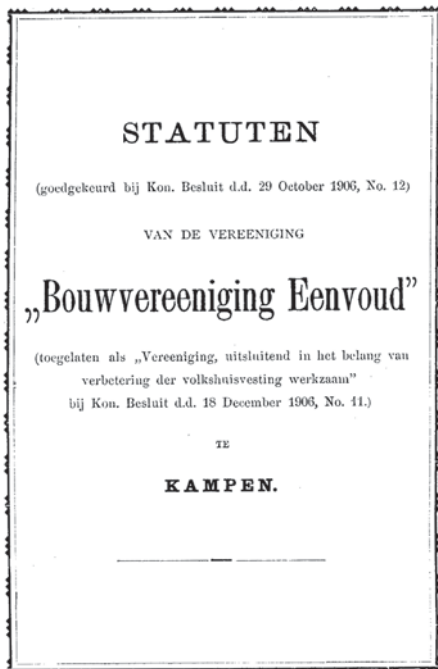 STATUTEN
(goedgekeurd bij Kon. Besluit d.d. 29 October 1906, No. 12)
VAN DE VEREENIGING
„Bouwvereeniging Eenvoud”
(toegelaten als „Vereeniging, uitsluitend in het belang van
verbetering der volkshuisvesting werkzaam”
bij Kon. Besluit d.d. 18 December 1906, No. 11.)
TE
KAMPEN.